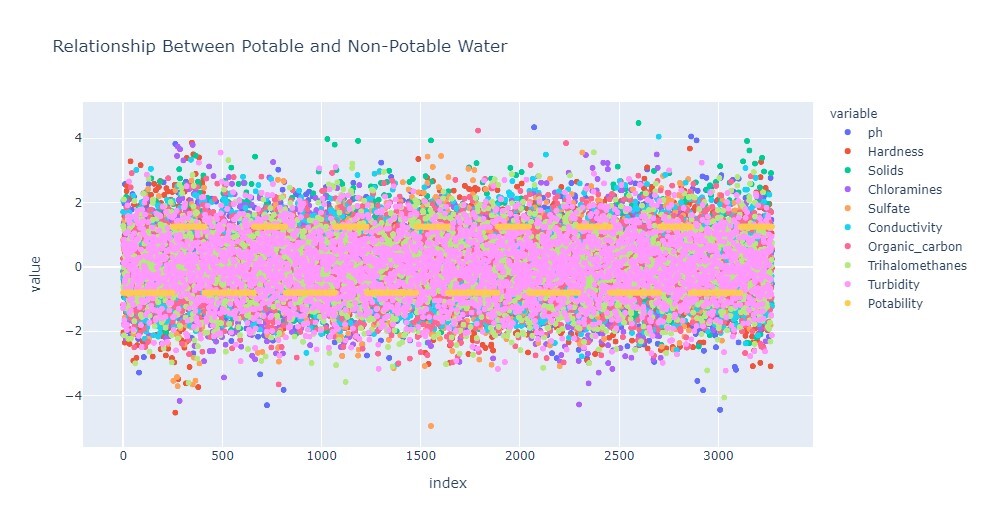 Relationship Between Potable and Non-Potable Water
variable
ph
Hardness
Solids
Chloramines
Sulfate
Conductivity
Organic_carbon
Trihalomethanes
Turbidity
Potability
4
2
0
−2
−4
value
0
500
1000
1500
2000
2500
3000
index